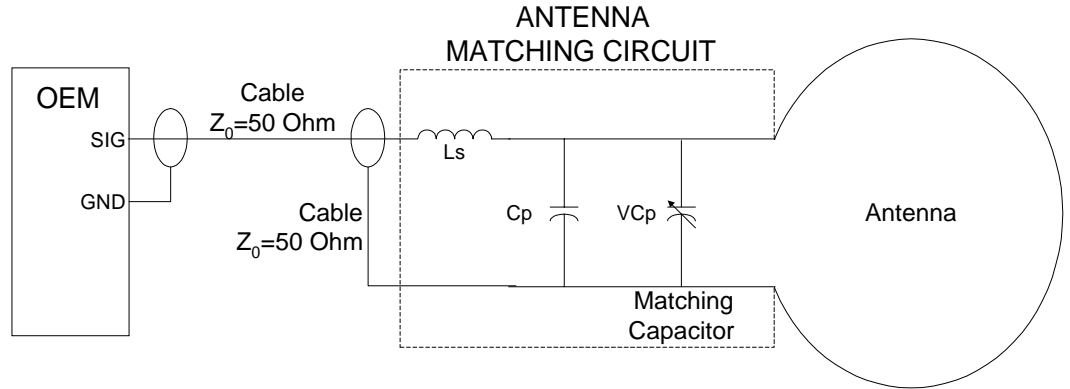 ANTENNA
MATCHING CIRCUIT
OEM
SIG
GND
Cable
Z₀=50 Ohm
Cable
Z₀=50 Ohm
Ls
Cp
VCp
Matching
Capacitor
Antenna